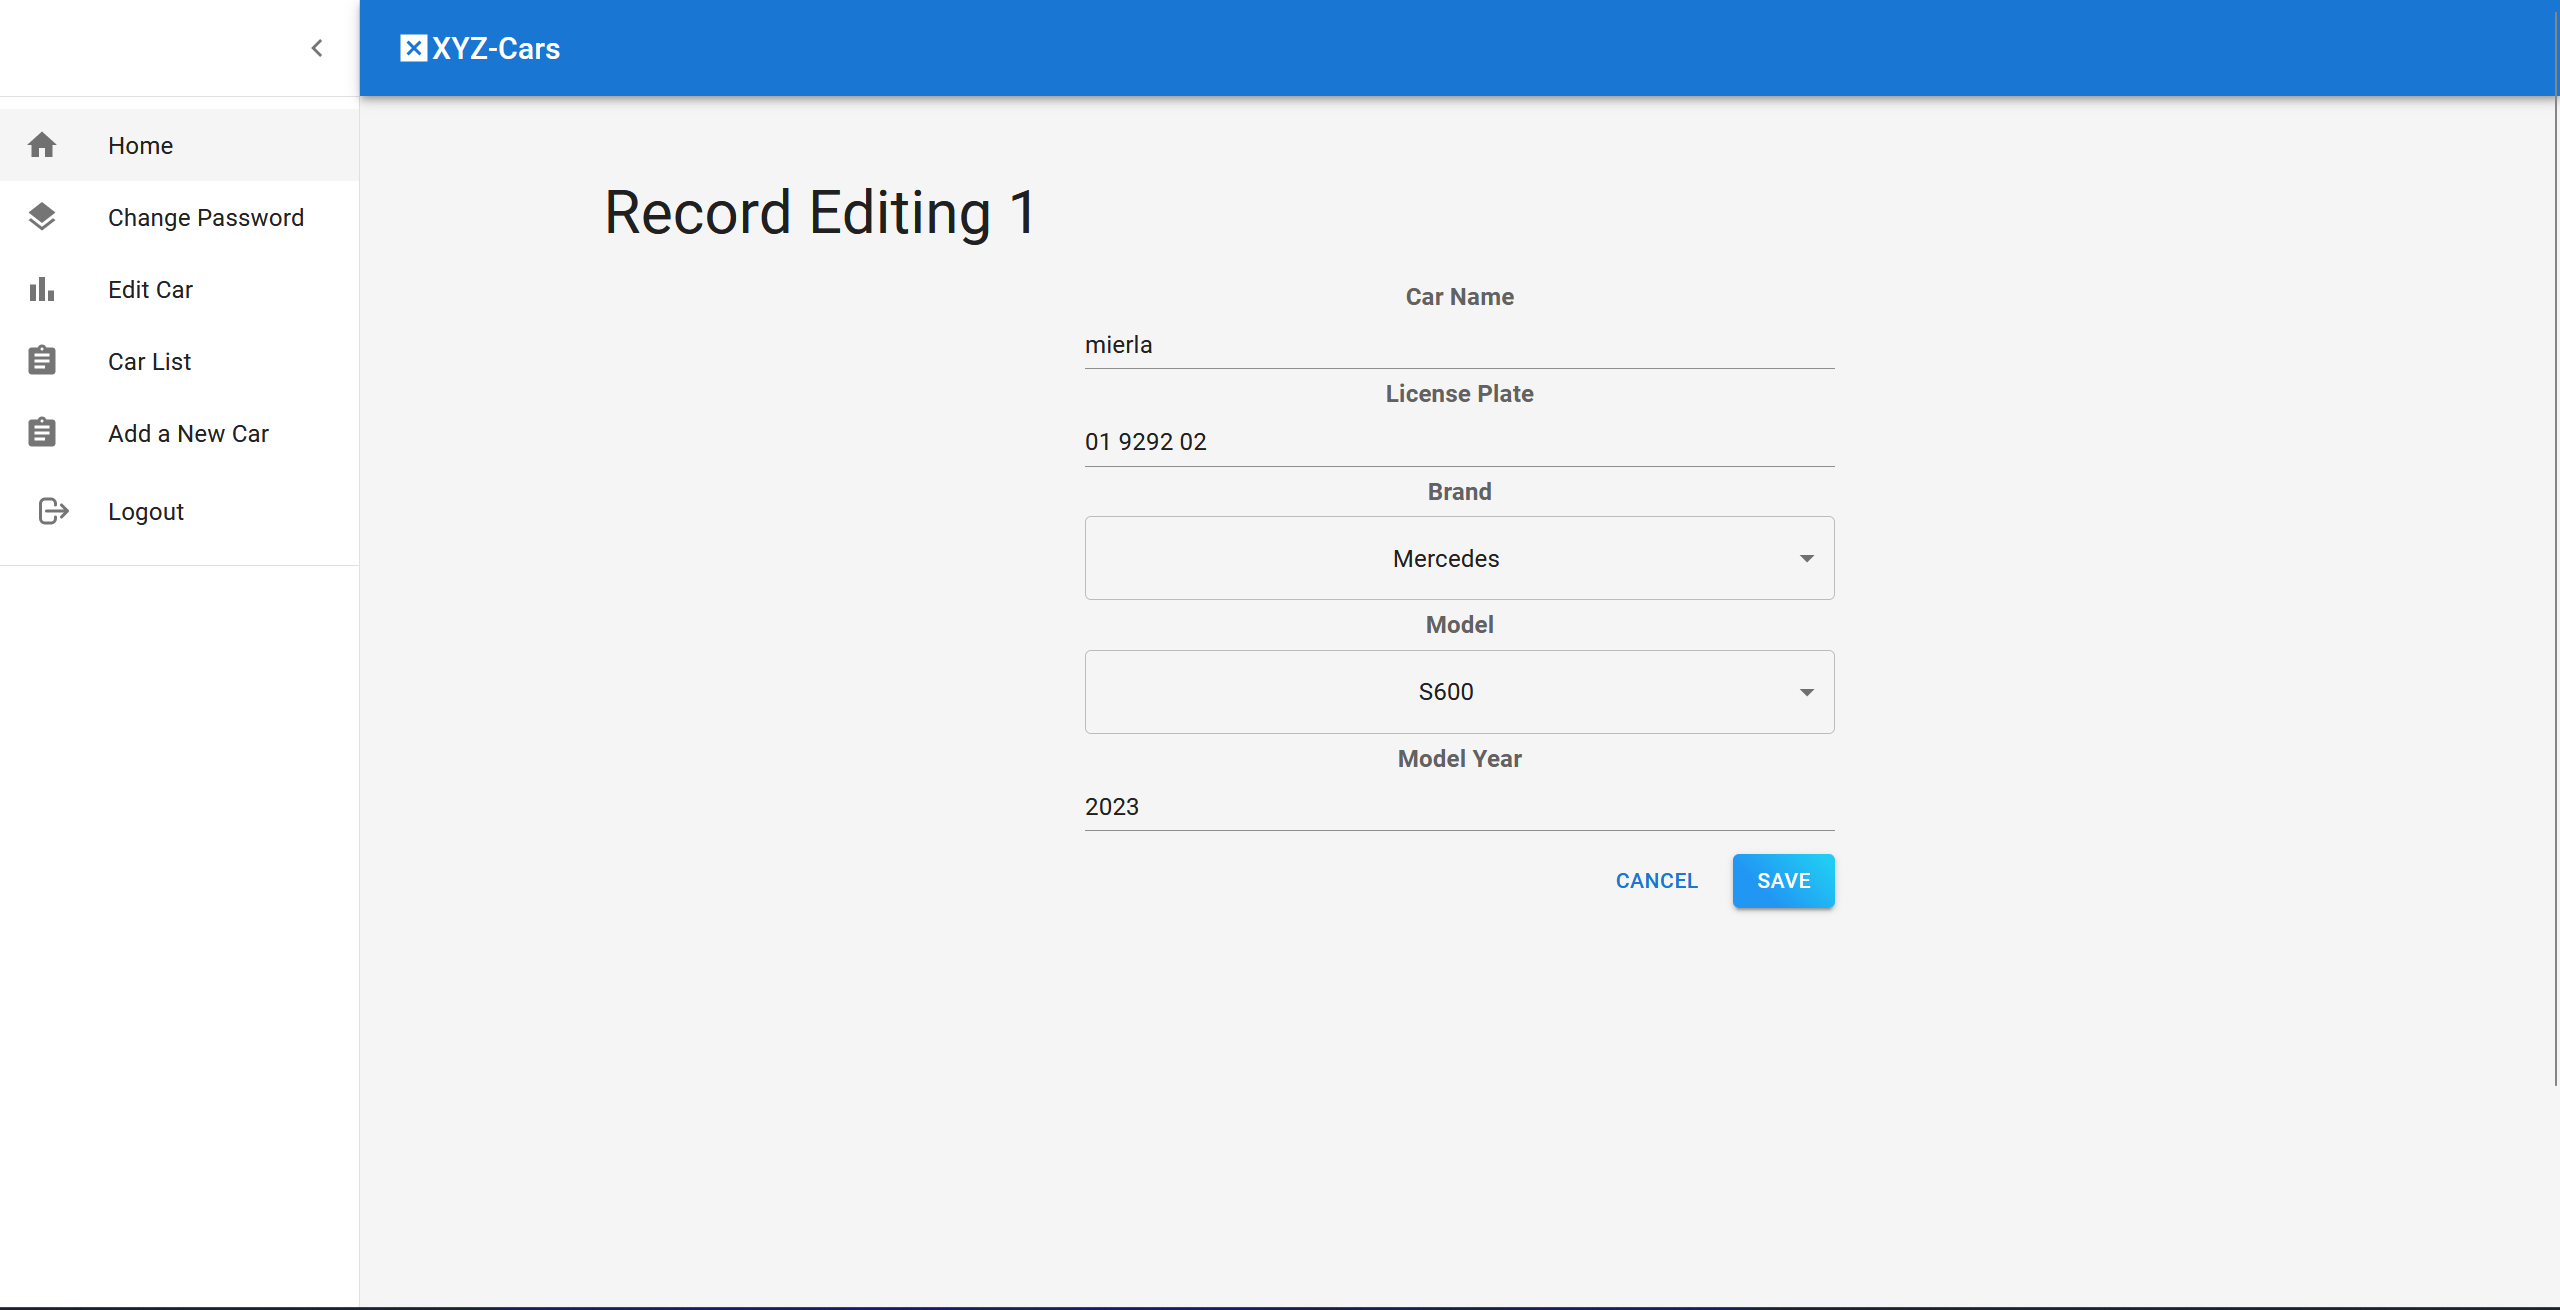 XYZ-Cars
Home
Change Password
Edit Car
Car List
Add a New Car
Logout
Record Editing 1
Car Name
mierla
License Plate
01 9292 02
Brand
Mercedes
Model
S600
Model Year
2023
CANCEL
SAVE